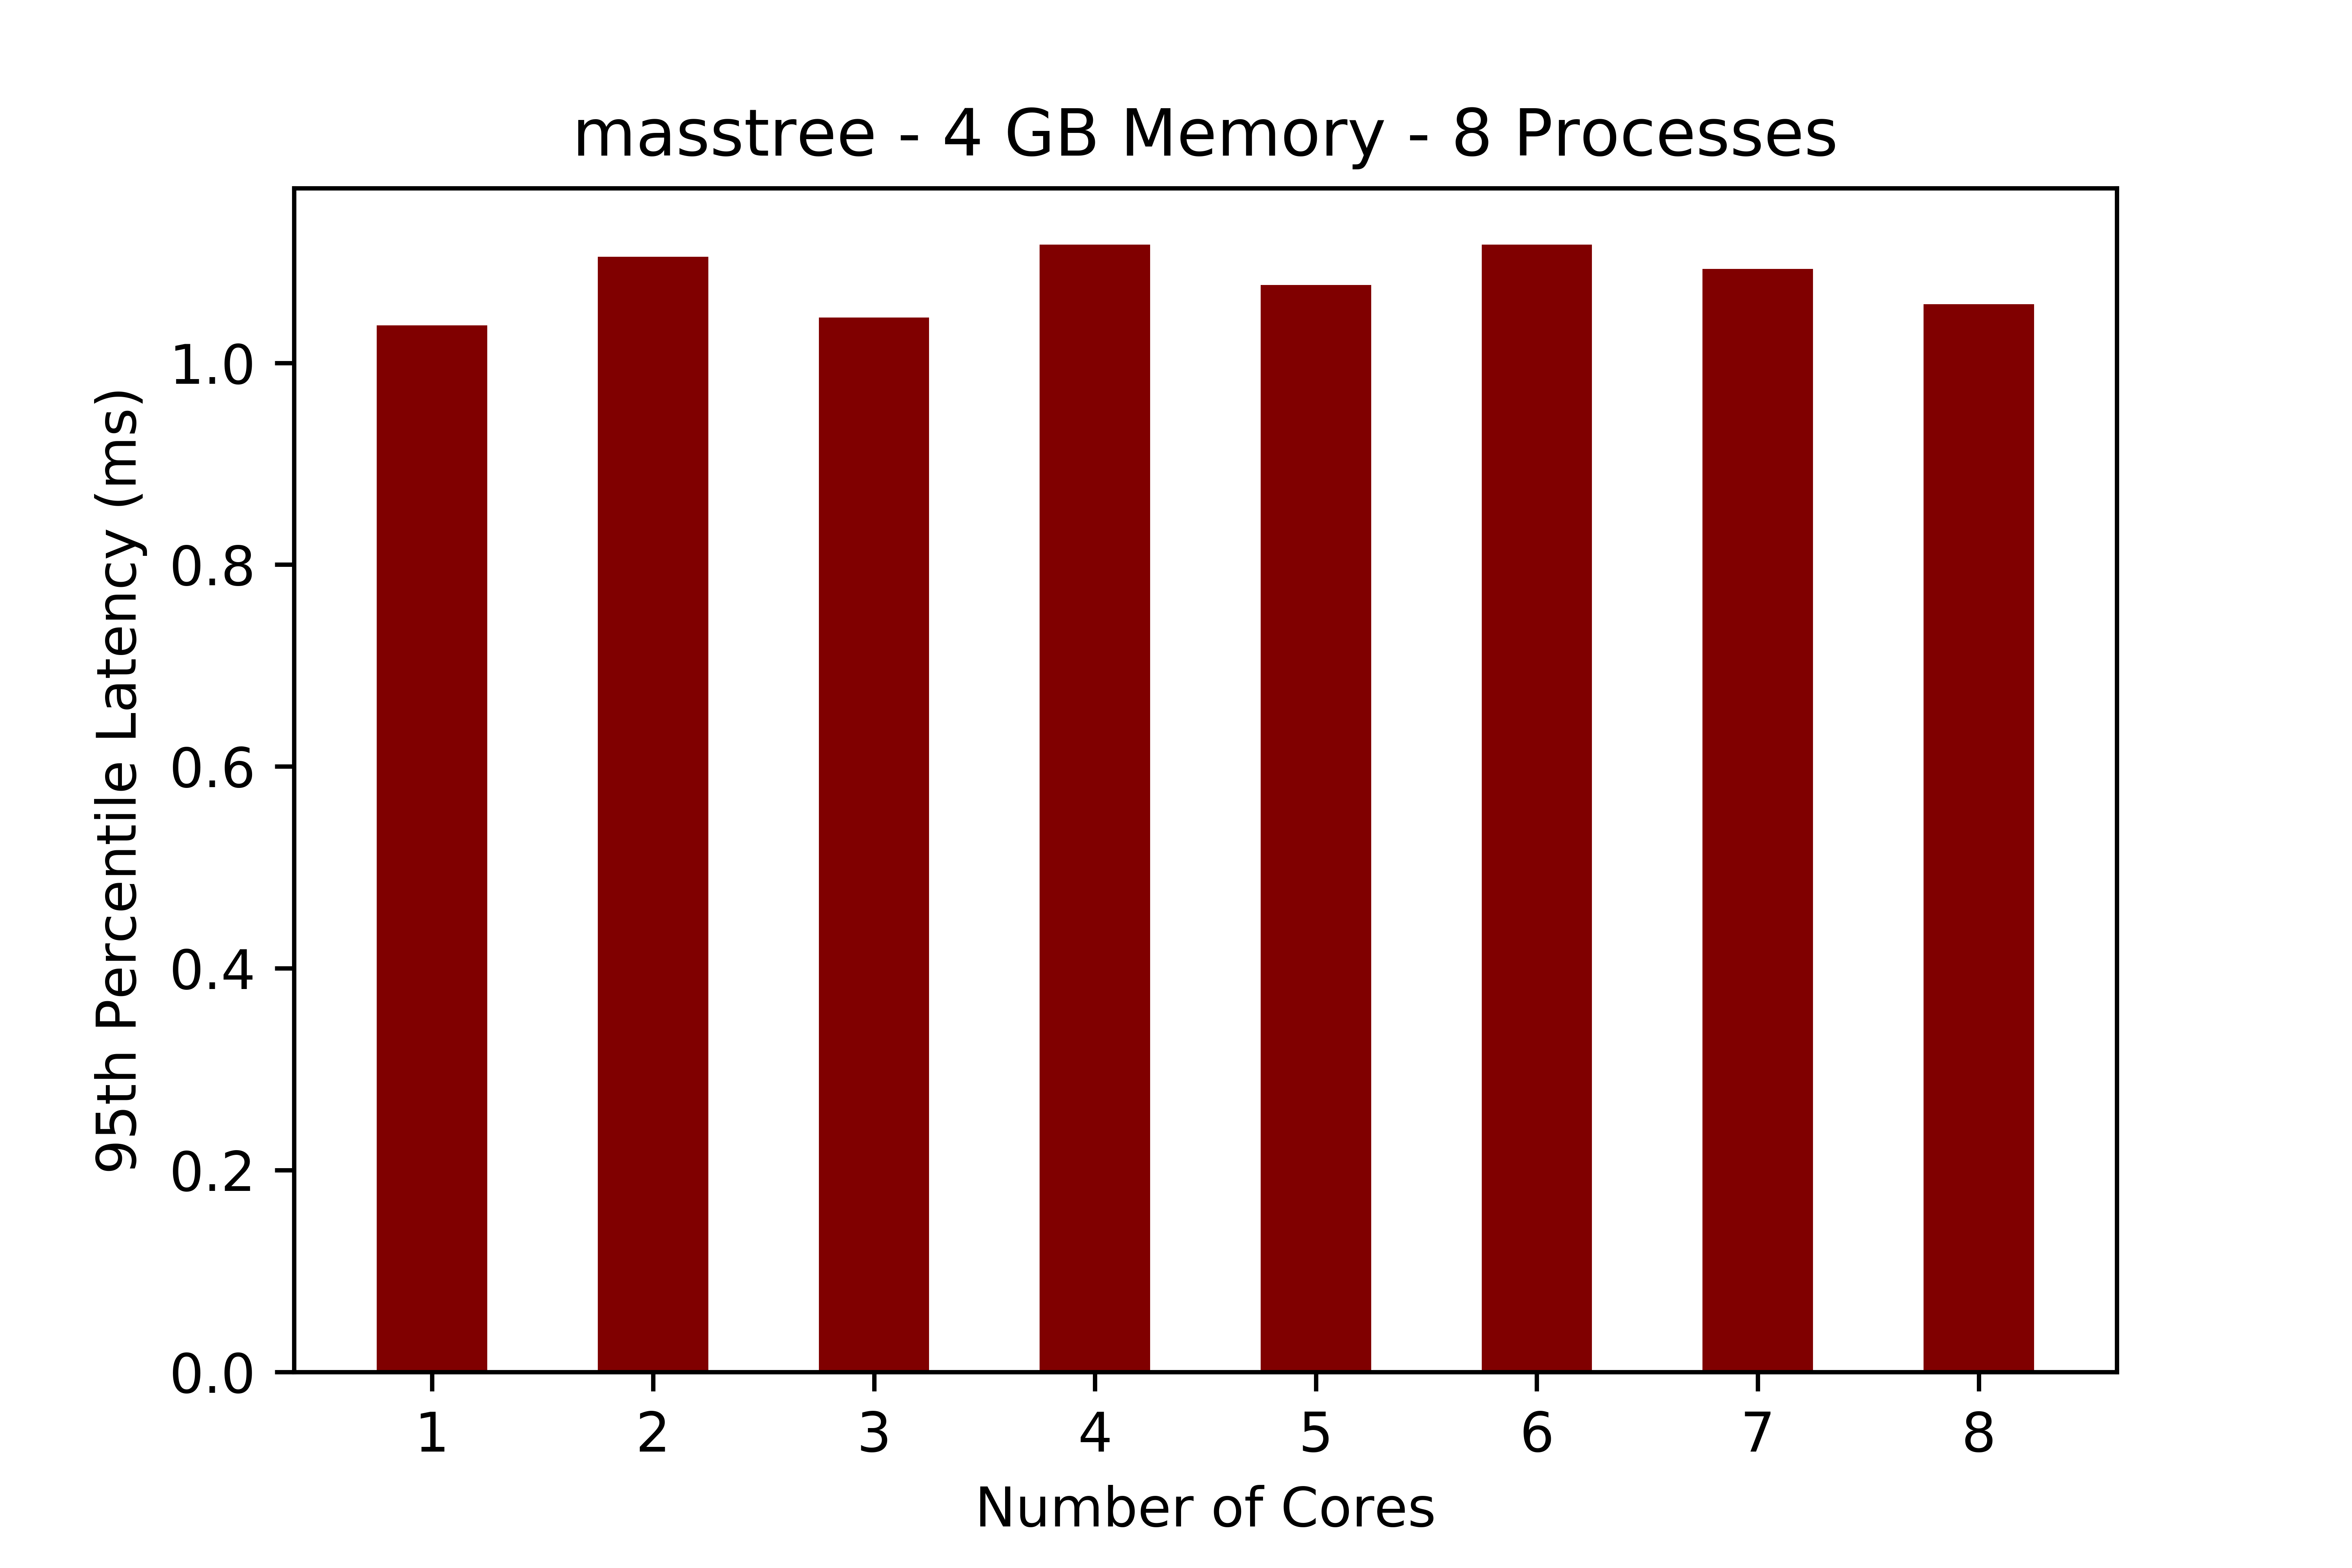 masstree - 4 GB Memory - 8 Processes
95th Percentile Latency (ms)
1.0
0.8
0.6
0.4
0.2
0.0
1 2 3 4 5 6 7 8
Number of Cores